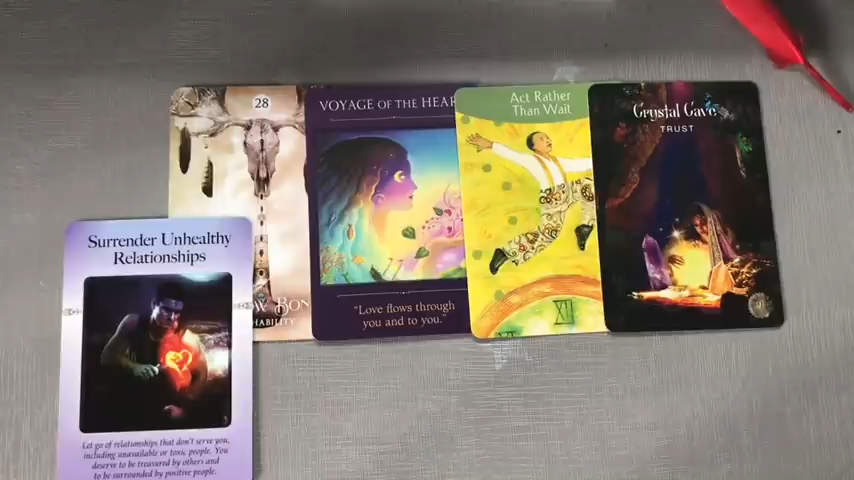 28
VOYAGE OF THE HEAR
Act Rather
Than Wait
Crystal Cave
TRUST
Surrender Unhealthy
Relationships
W BON
HABILITY
"Love flows through
you and to you."
XII
Let go of relationships that don't serve you,
including unavailable or toxic people. You
deserve to be treasured by others and
to be surrounded by positive people.